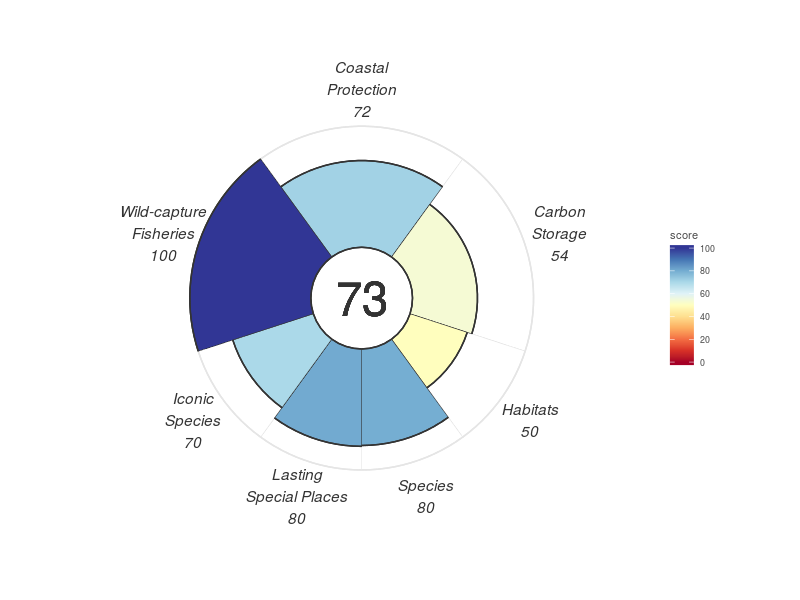 Coastal
Protection
72
Wild-capture
Fisheries
100
Carbon
Storage
54
73
Iconic
Species
70
Habitats
50
Lasting
Special Places
80
Species
80
score
100
80
60
40
20
0